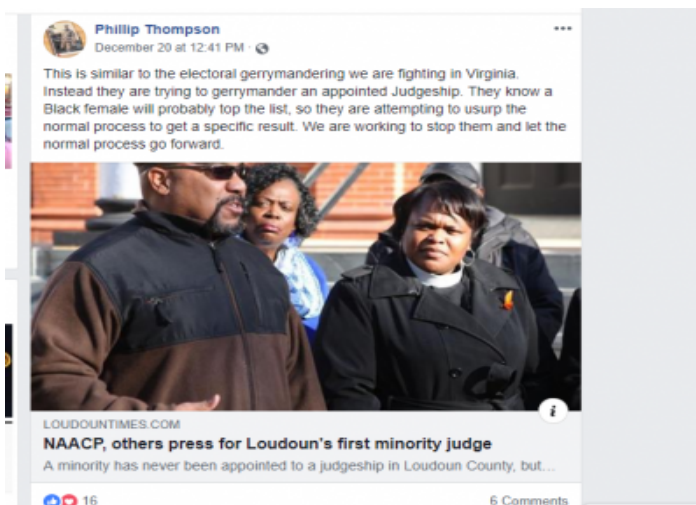 Phillip Thompson
December 20 at 12:41 PM ·
This is similar to the electoral gerrymandering we are fighting in Virginia.
Instead they are trying to gerrymander an appointed Judgeship. They know a
Black female will probably top the list, so they are attempting to usurp the
normal process to get a specific result. We are working to stop them and let the
normal process go forward.
i
LOUDOUNTIMES.COM
NAACP, others press for Loudoun's first minority judge
A minority has never been appointed to a judgeship in Loudoun County, but...
16
6 Comments